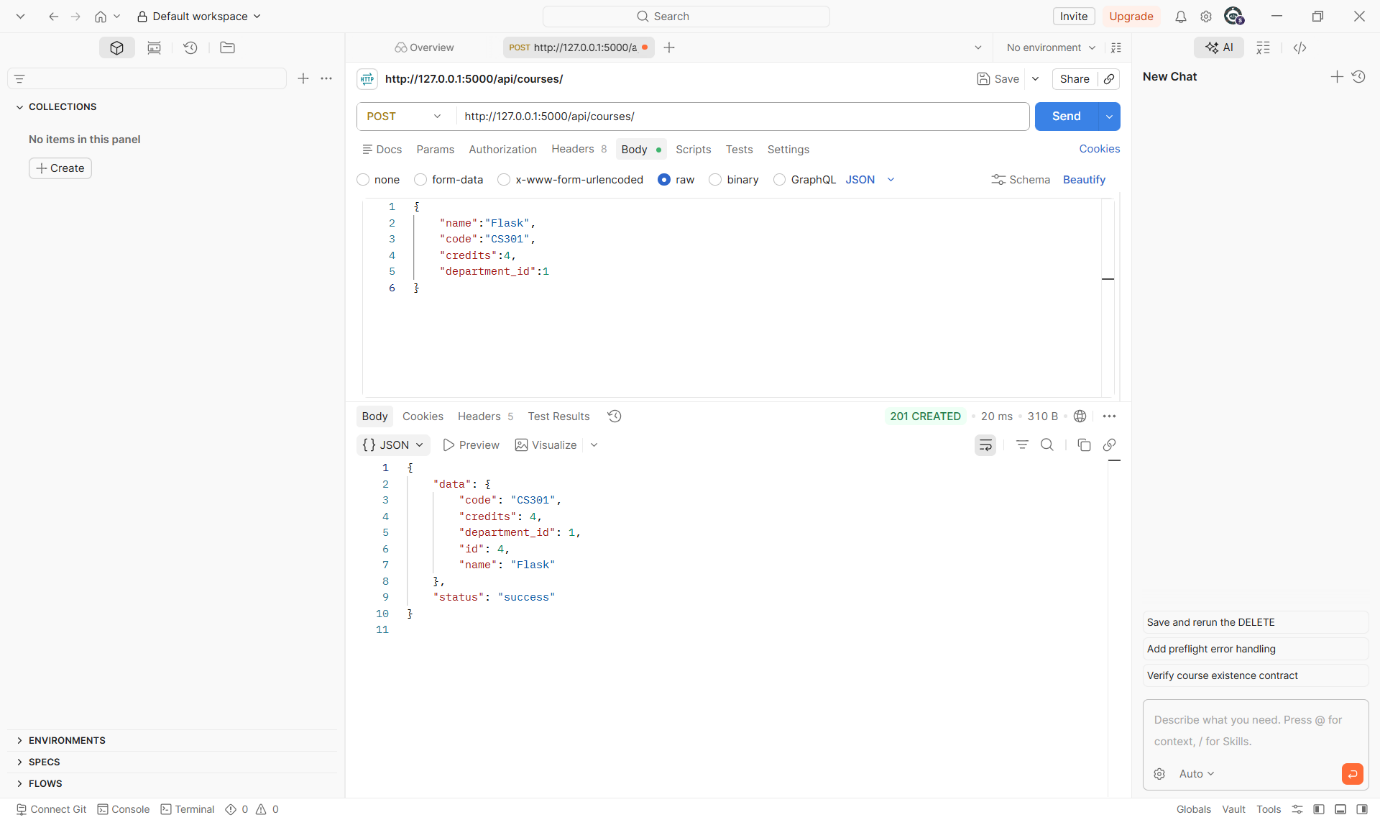 Default workspace
Search
Invite
Upgrade
Overview
POST http://127.0.0.1:5000/a
No environment
AI
COLLECTIONS
No items in this panel
Create
HTTP http://127.0.0.1:5000/api/courses/
Save
Share
New Chat
POST http://127.0.0.1:5000/api/courses/
Send
Docs Params Authorization Headers 8 Body Scripts Tests Settings
Cookies
none form-data x-www-form-urlencoded raw binary GraphQL JSON
Schema Beautify
1 {
2 "name":"Flask",
3 "code":"CS301",
4 "credits":4,
5 "department_id":1
6 }
Body Cookies Headers 5 Test Results
201 CREATED • 20 ms • 310 B •
{ } JSON Preview Visualize
1 {
2 "data": {
3 "code": "CS301",
4 "credits": 4,
5 "department_id": 1,
6 "id": 4,
7 "name": "Flask"
8 },
9 "status": "success"
10 }
11
Save and rerun the DELETE
Add preflight error handling
Verify course existence contract
Describe what you need. Press @ for
context, / for Skills.
Auto
ENVIRONMENTS
SPECS
FLOWS
Connect Git Console Terminal 0 0
Globals Vault Tools